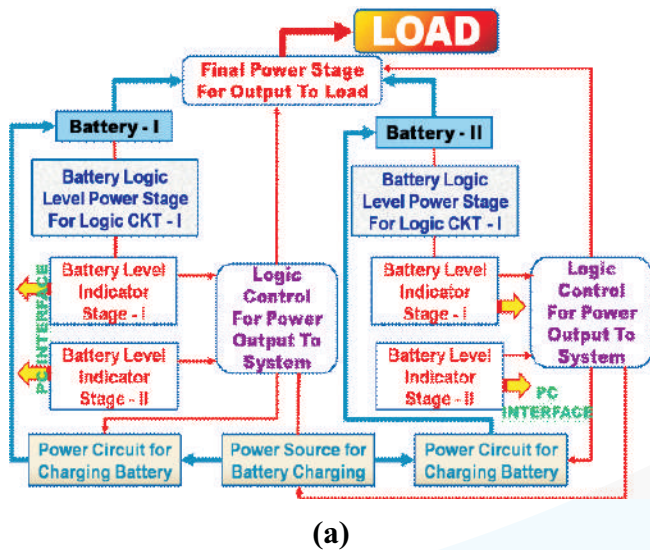 LOAD
Final Power Stage
For Output To Load
Battery - I
Battery - II
Battery Logic
Level Power Stage
For Logic CKT - I
Battery Logic
Level Power Stage
For Logic CKT - I
PC INTERFACE
Battery Level
Indicator
Stage - I
Logic
Control
For Power
Output To
System
Battery Level
Indicator
Stage - I
Logic
Control
For Power
Output To
System
Battery Level
Indicator
Stage - II
Battery Level
Indicator
Stage - II
PC
INTERFACE
Power Circuit for
Charging Battery
Power Source for
Battery Charging
Power Circuit for
Charging Battery
(a)